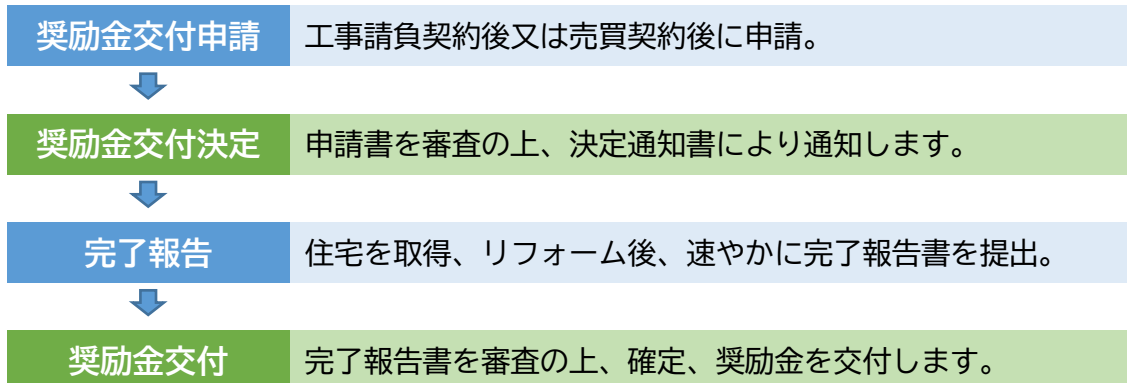 奨励金交付申請 工事請負契約後又は売買契約後に申請。
奨励金交付決定 申請書を審査の上、決定通知書により通知します。
完了報告 住宅を取得、リフォーム後、速やかに完了報告書を提出。
奨励金交付 完了報告書を審査の上、確定、奨励金を交付します。